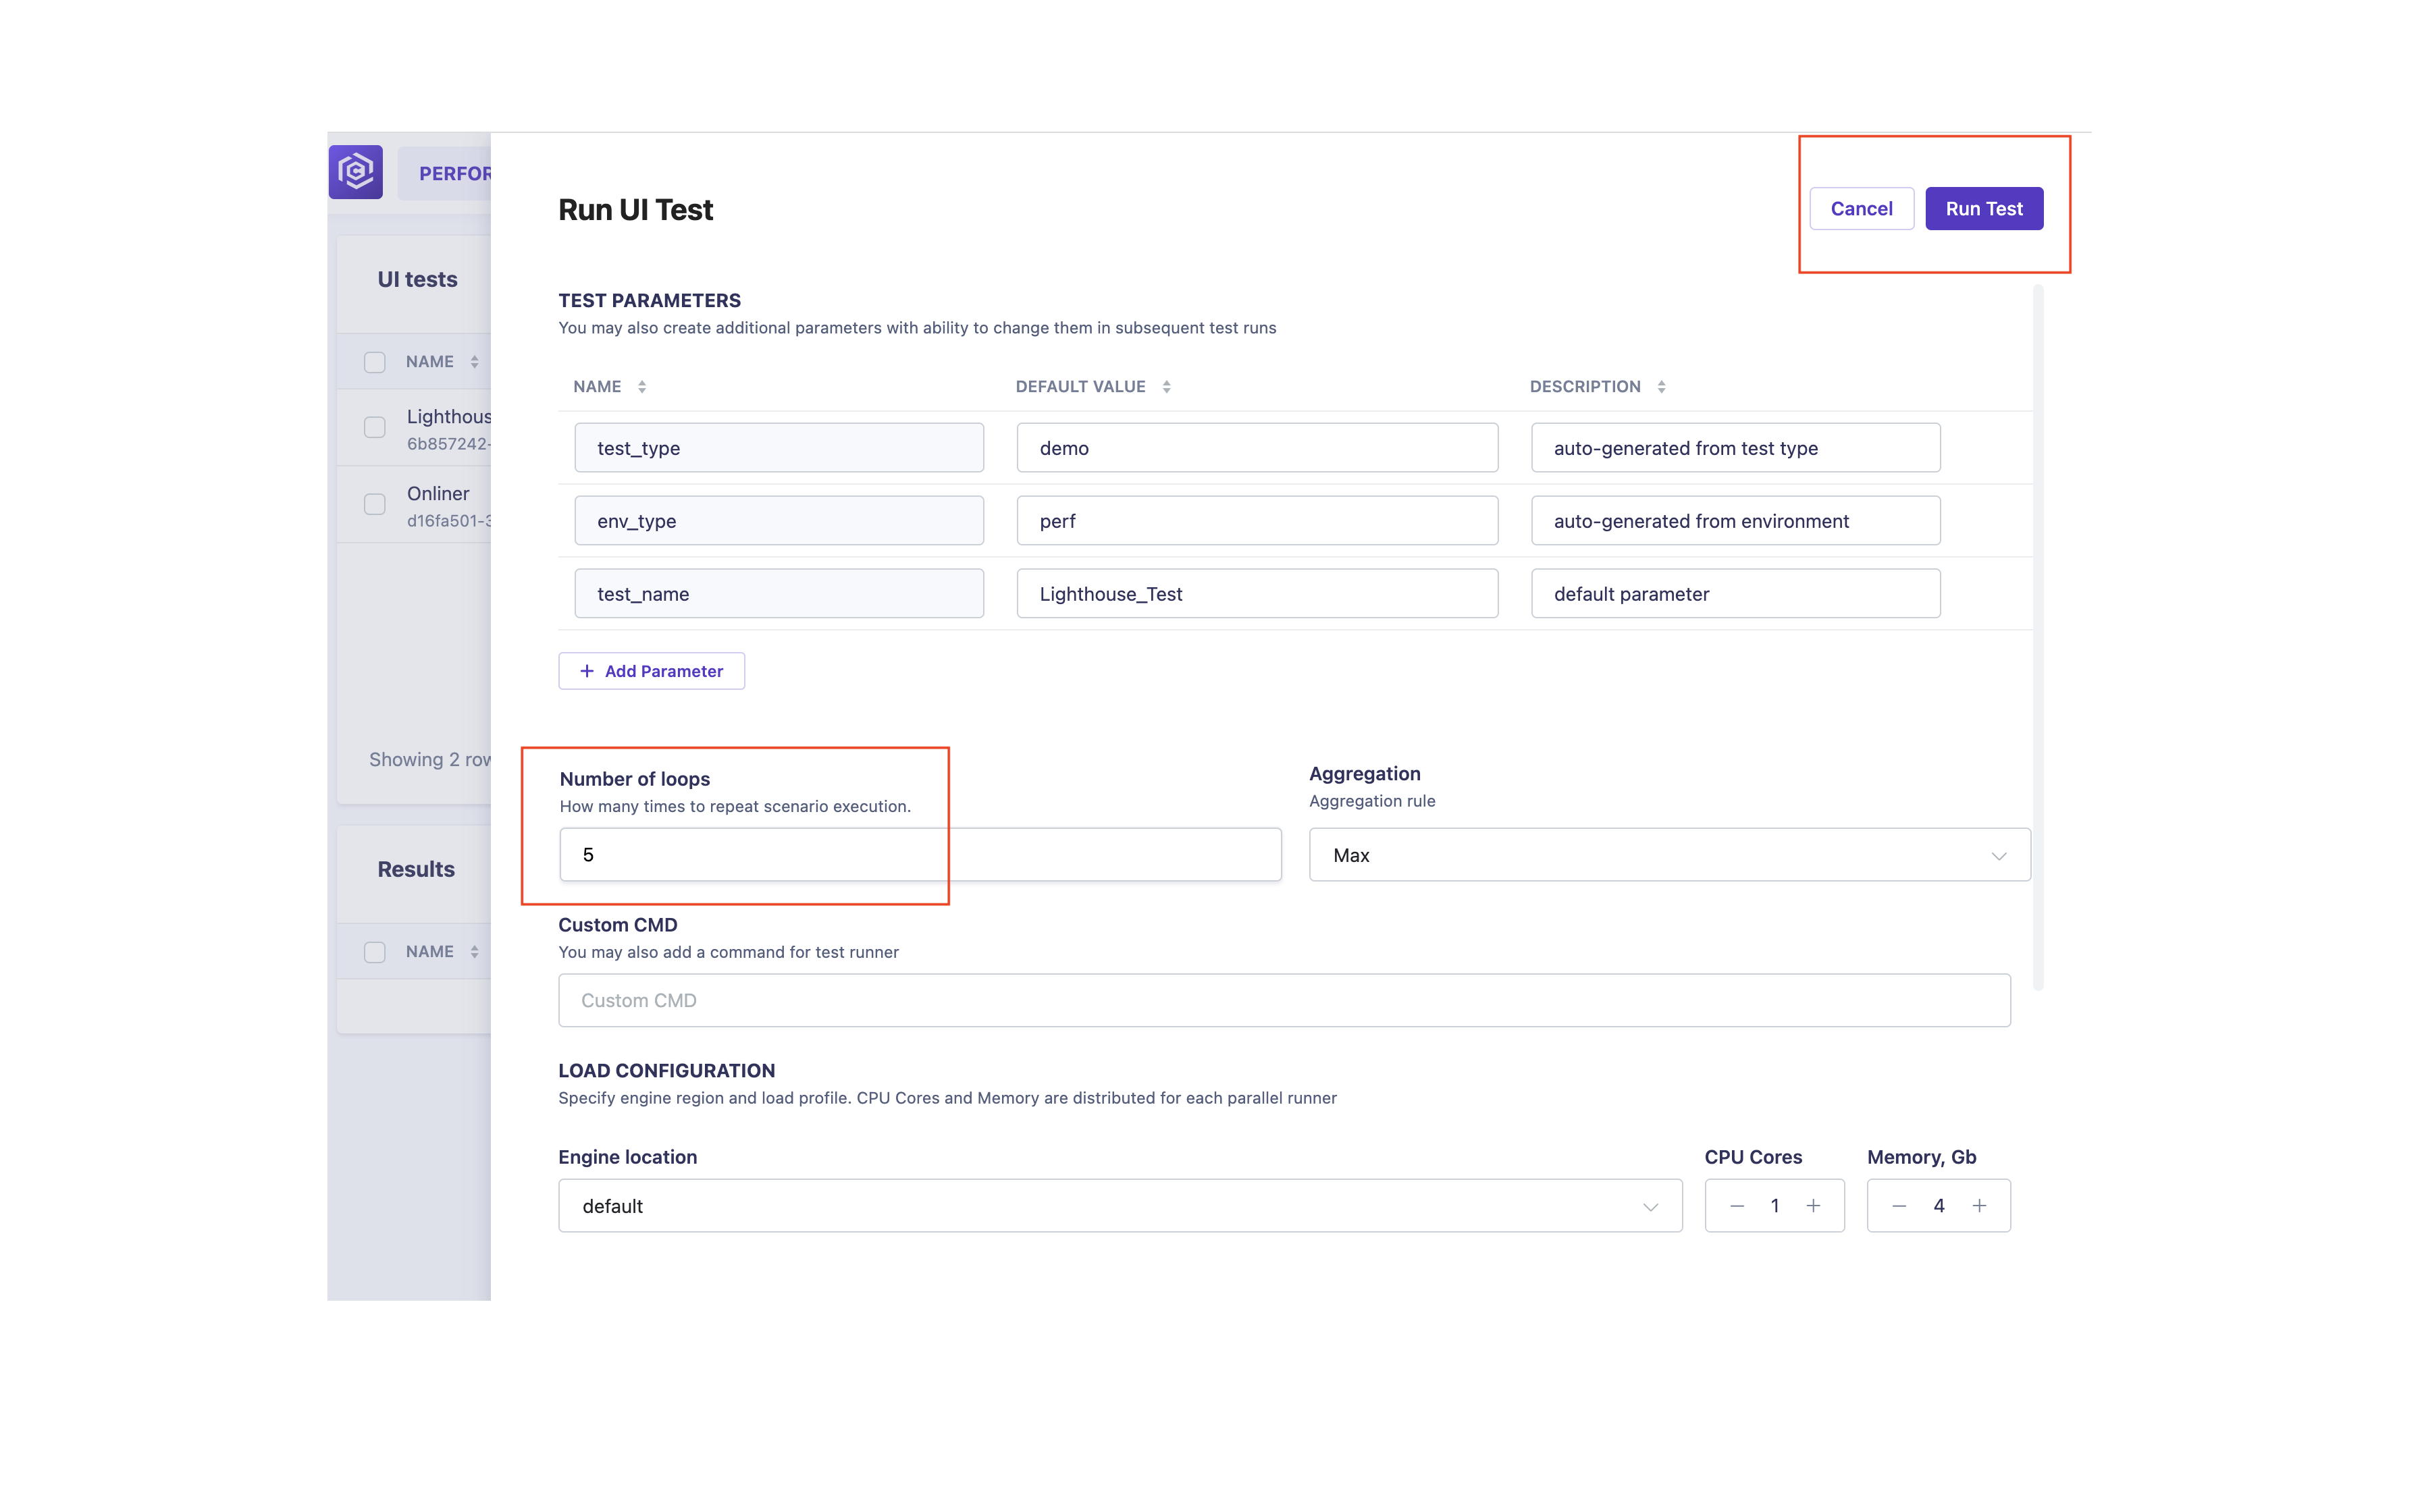 PERFOR
UI tests
NAME
Lighthous
6b857242-
Onliner
d16fa501-3
Showing 2 row
Results
NAME
Run UI Test
Cancel
Run Test
TEST PARAMETERS
You may also create additional parameters with ability to change them in subsequent test runs
NAME DEFAULT VALUE DESCRIPTION
test_type demo auto-generated from test type
env_type perf auto-generated from environment
test_name Lighthouse_Test default parameter
+ Add Parameter
Number of loops
How many times to repeat scenario execution.
5
Aggregation
Aggregation rule
Max
Custom CMD
You may also add a command for test runner
Custom CMD
LOAD CONFIGURATION
Specify engine region and load profile. CPU Cores and Memory are distributed for each parallel runner
Engine location CPU Cores Memory, Gb
default − 1 + − 4 +